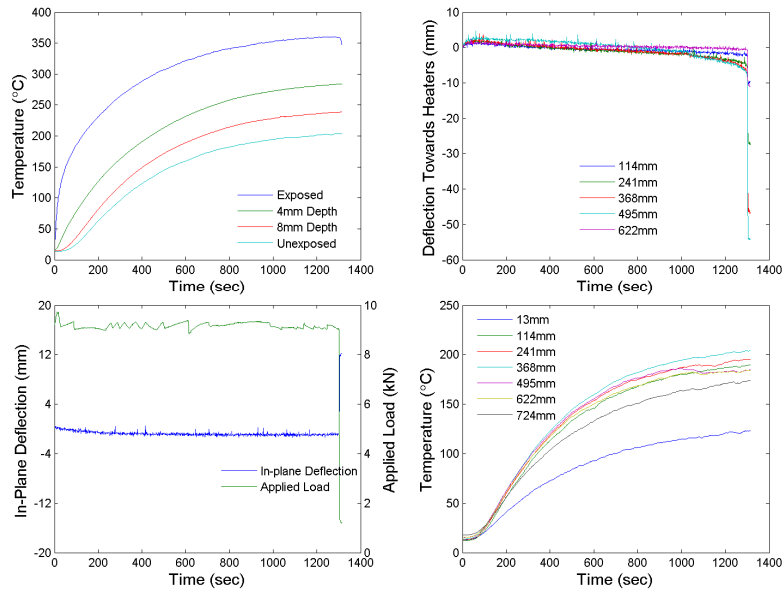 400
350
300
250
200
150
100
50
0
0 200 400 600 800 1000 1200 1400
Temperature (°C)
Time (sec)
Exposed
4mm Depth
8mm Depth
Unexposed
10
0
-10
-20
-30
-40
-50
-60
0 200 400 600 800 1000 1200 1400
Deflection Towards Heaters (mm)
Time (sec)
114mm
241mm
368mm
495mm
622mm
20
12
4
-4
-12
-20
0 200 400 600 800 1000 1200 1400
In-Plane Deflection (mm)
Time (sec)
10
8
6
4
2
0
Applied Load (kN)
In-plane Deflection
Applied Load
250
200
150
100
50
0
0 200 400 600 800 1000 1200 1400
Temperature (°C)
Time (sec)
13mm
114mm
241mm
368mm
495mm
622mm
724mm